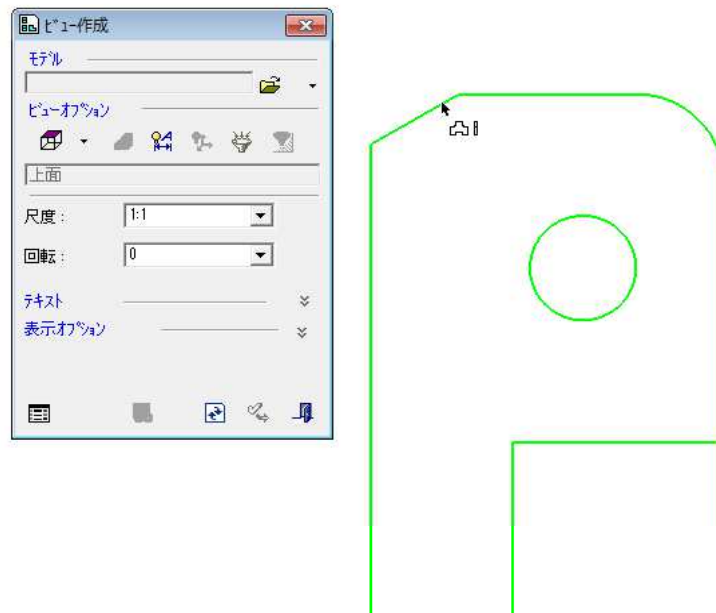 ﾋﾞｭｰ作成
ﾓﾃﾞﾙ
ﾋﾞｭｰｵﾌﾟｼｮﾝ
上面
尺度：
1:1
回転：
0
ﾃｷｽﾄ
表示ｵﾌﾟｼｮﾝ